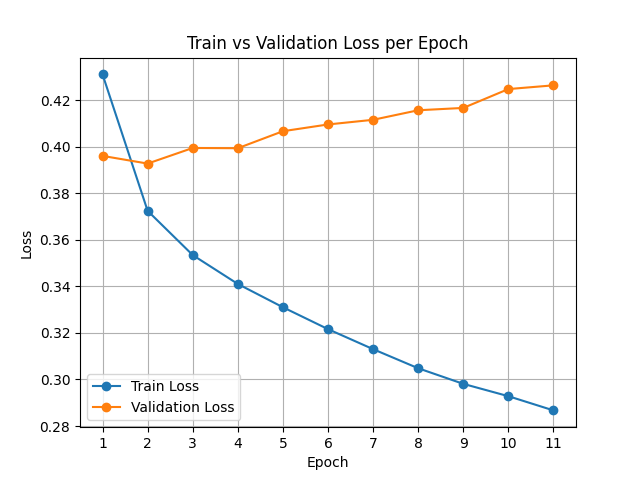 Train vs Validation Loss per Epoch
0.42
0.40
0.38
0.36
0.34
0.32
0.30
0.28
Loss
Train Loss
Validation Loss
1 2 3 4 5 6 7 8 9 10 11
Epoch